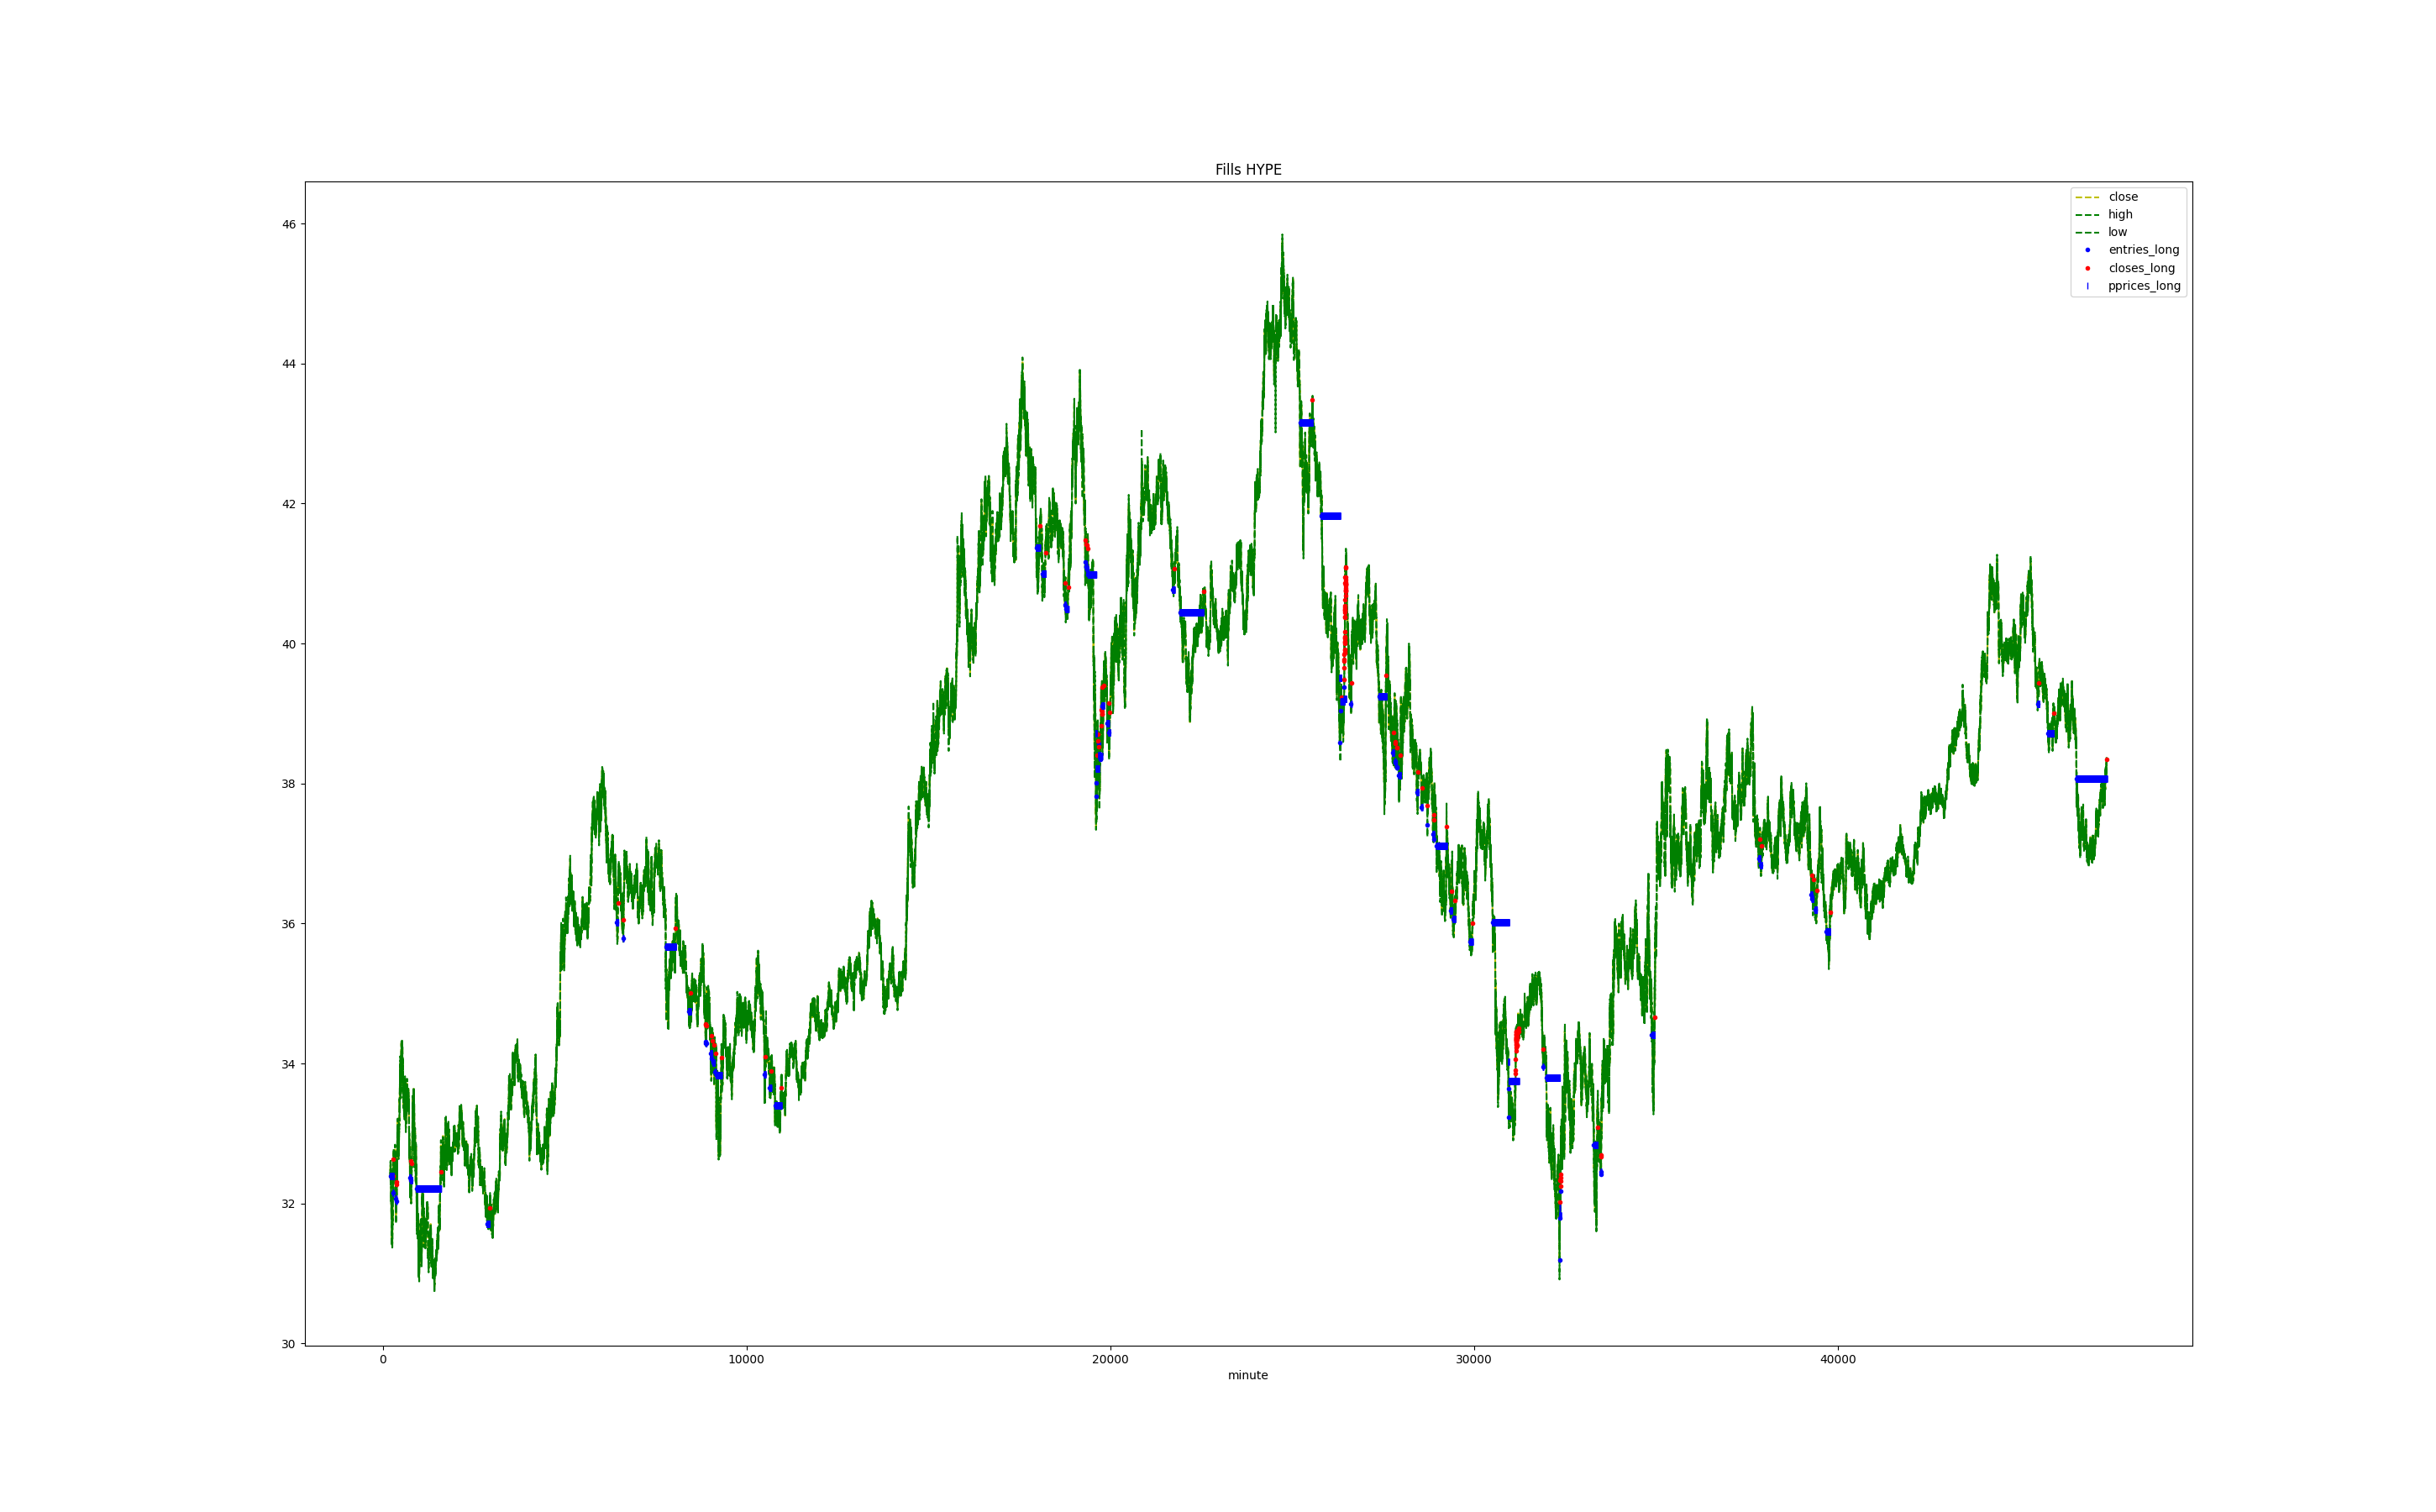 Fills HYPE
close
high
low
entries_long
closes_long
pprices_long
46
44
42
40
38
36
34
32
30
0 10000 20000 30000 40000
minute